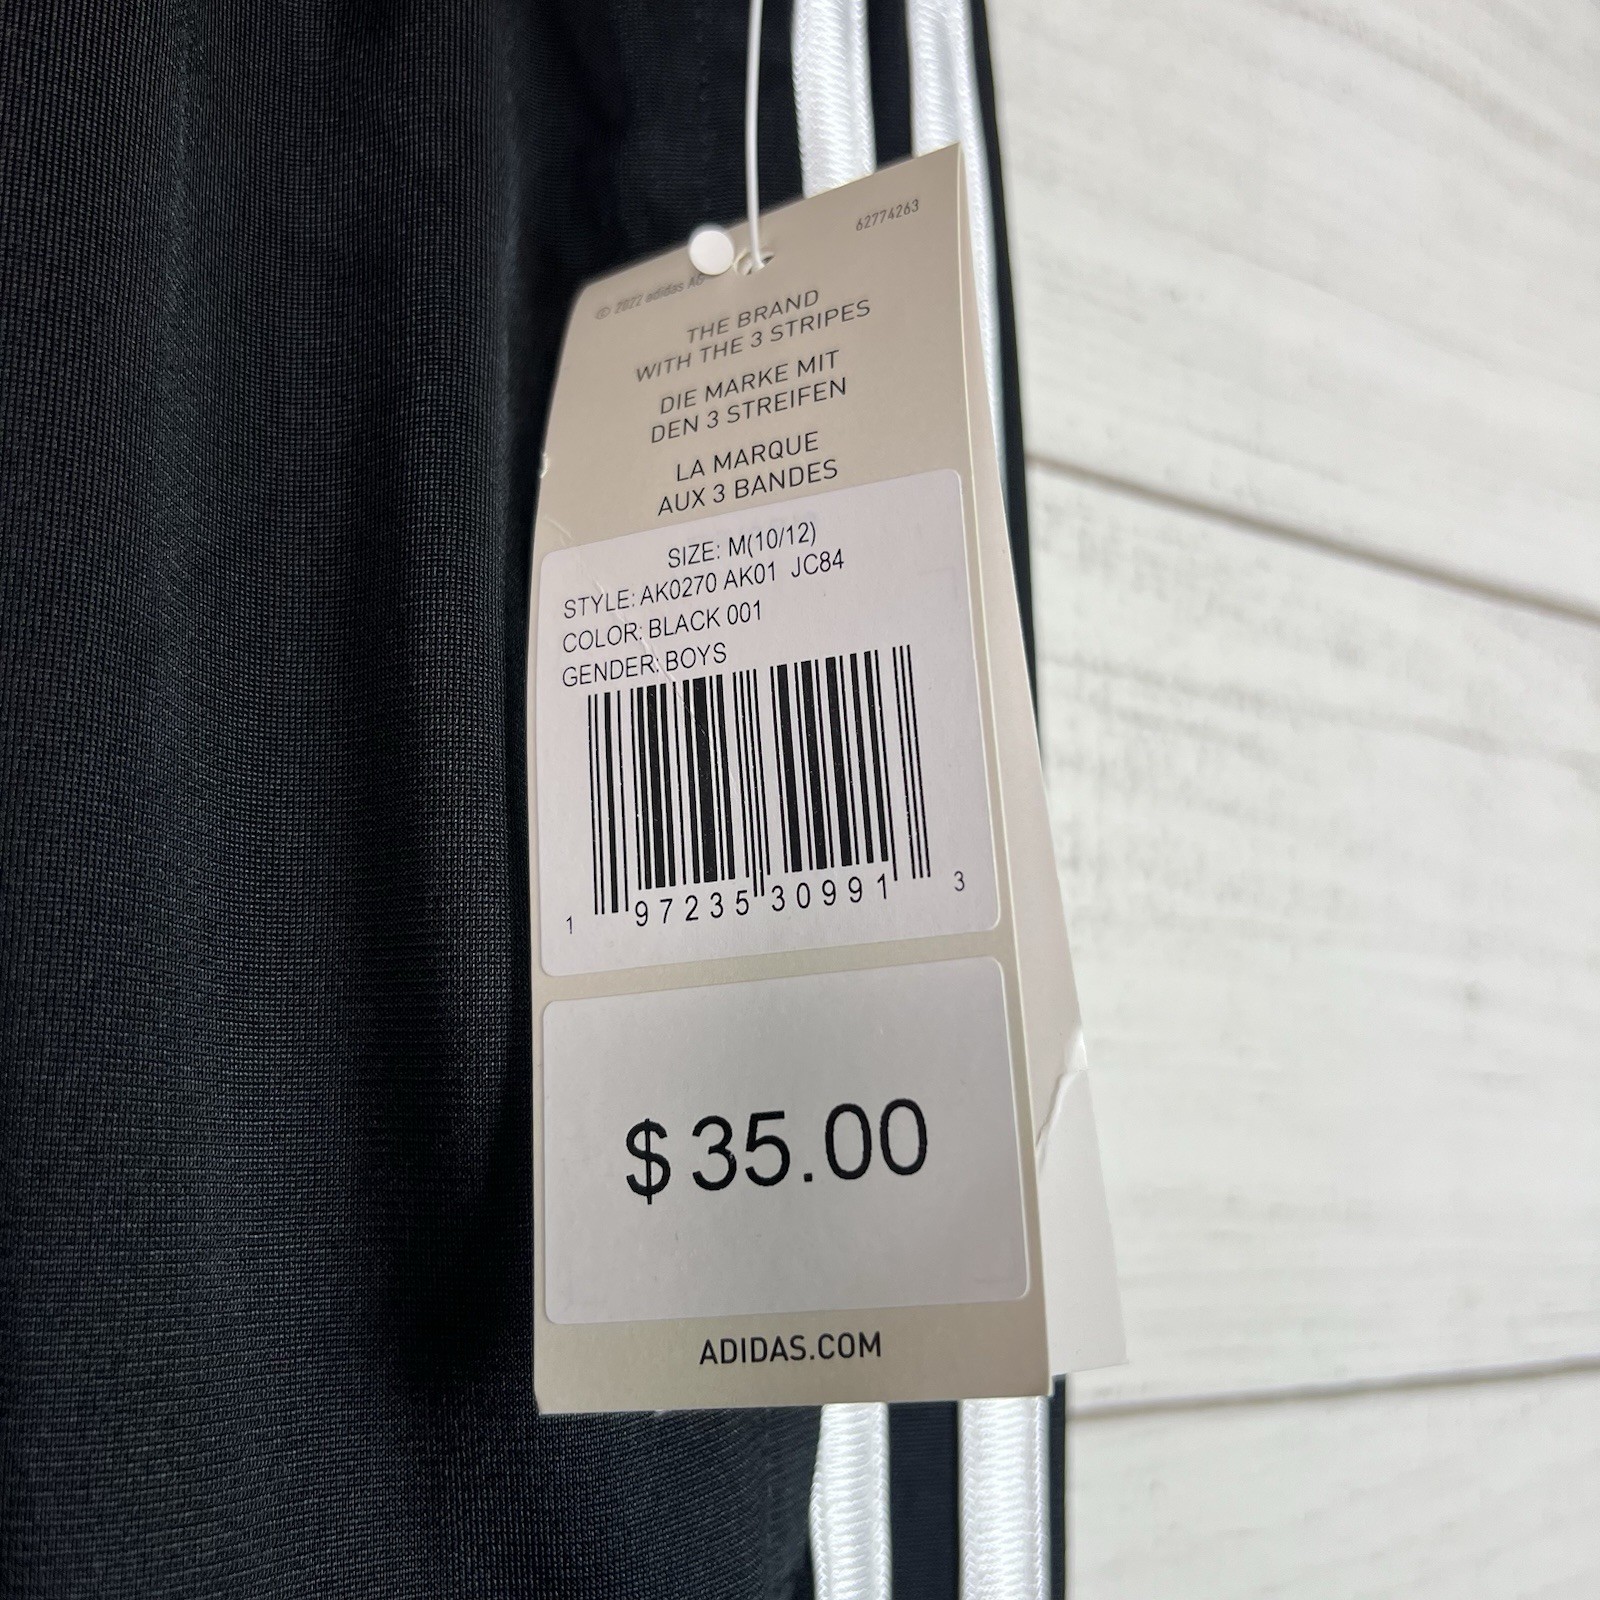 62774263
© 2022 adidas AG
THE BRAND
WITH THE 3 STRIPES
DIE MARKE MIT
DEN 3 STREIFEN
LA MARQUE
AUX 3 BANDES
SIZE: M(10/12)
STYLE: AK0270 AK01 JC84
COLOR: BLACK 001
GENDER: BOYS
1 97235 30991 3
$35.00
ADIDAS.COM